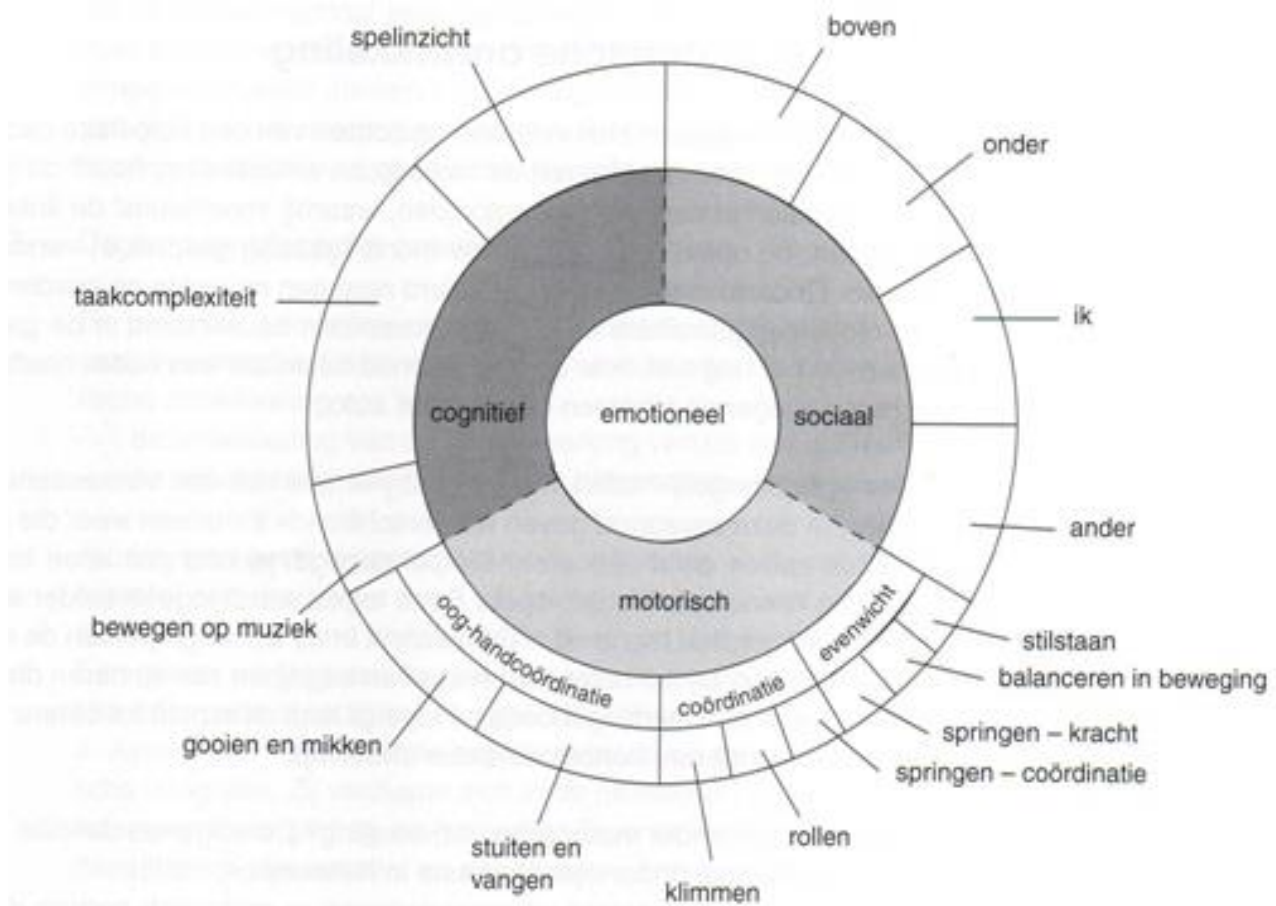 spelinzicht
boven
onder
taakcomplexiteit
ik
cognitief
emotioneel
sociaal
ander
motorisch
bewegen op muziek
oog-handcoördinatie
coördinatie
evenwicht
stilstaan
balanceren in beweging
springen – kracht
springen – coördinatie
gooien en mikken
rollen
stuiten en
vangen
klimmen